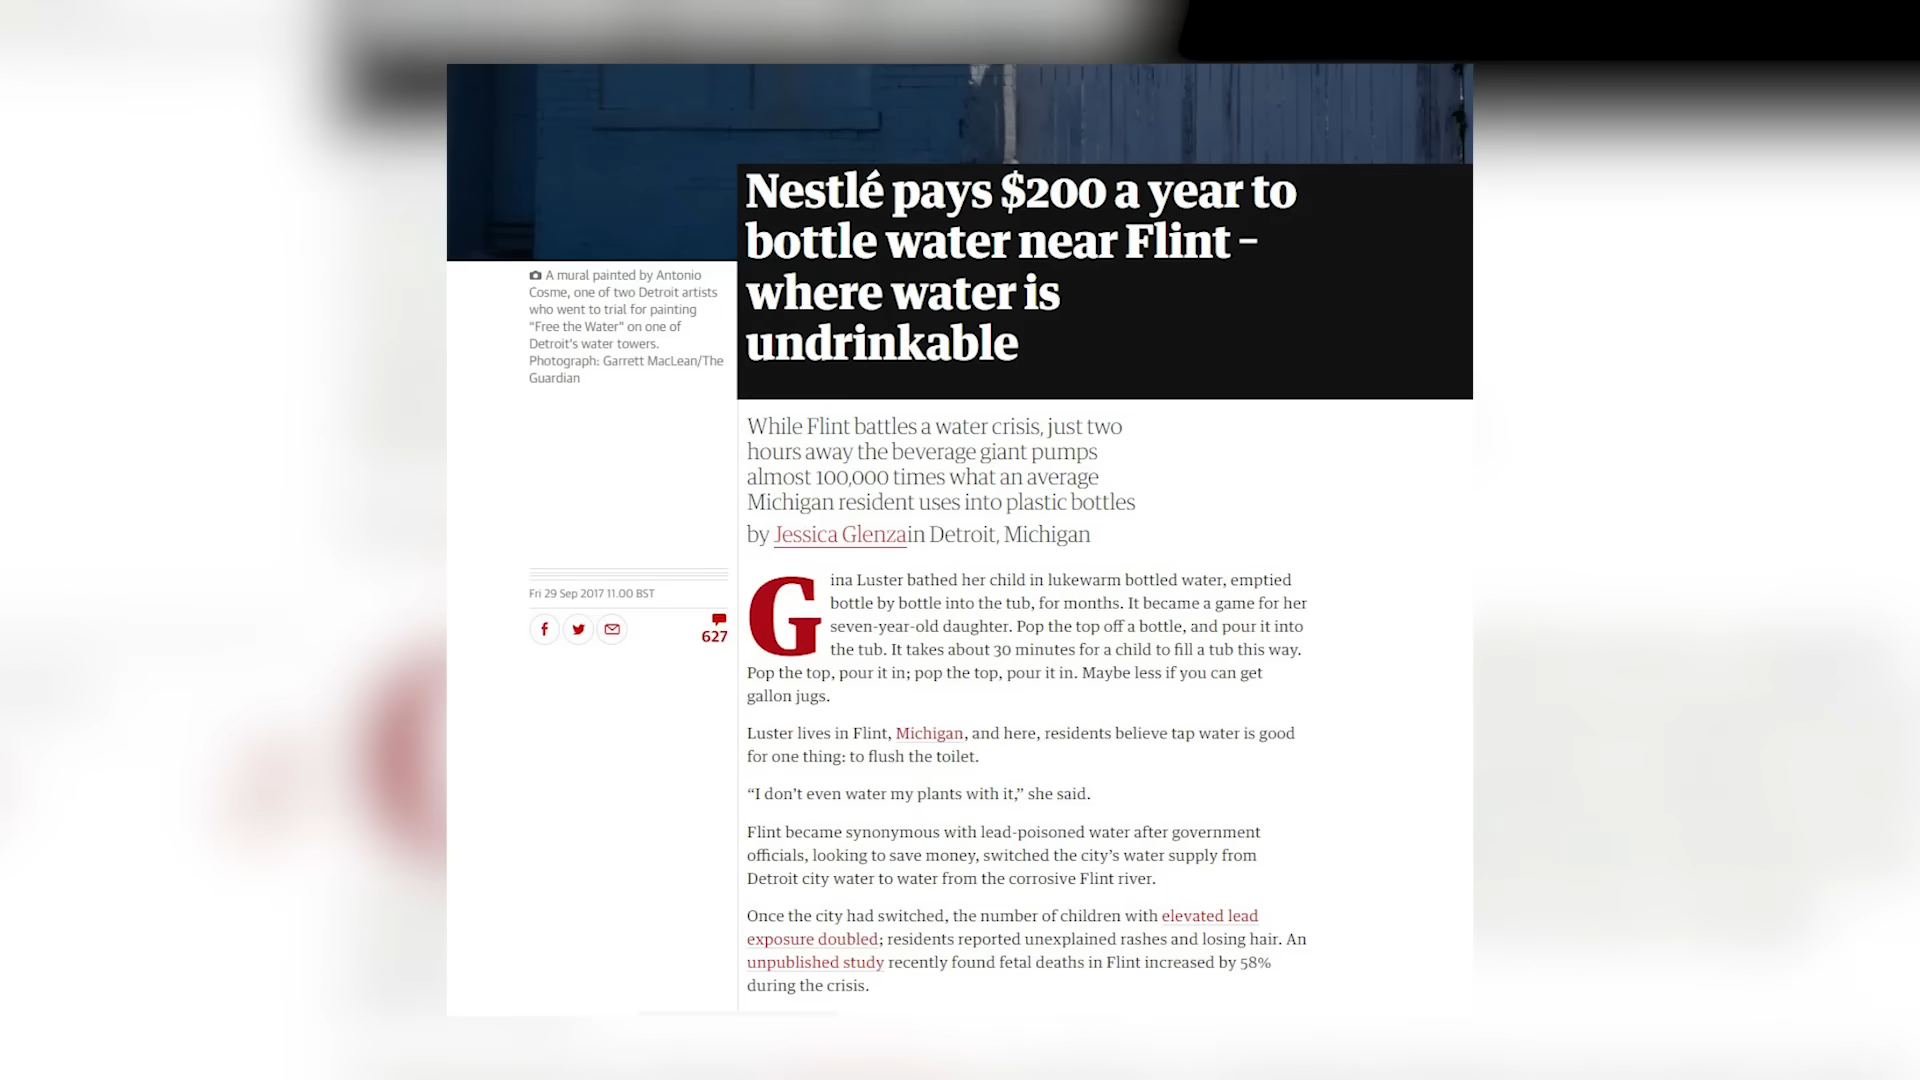 Nestlé pays $200 a year to
bottle water near Flint –
where water is
undrinkable
A mural painted by Antonio
Cosme, one of two Detroit artists
who went to trial for painting
“Free the Water” on one of
Detroit's water towers.
Photograph: Garrett MacLean/The
Guardian
While Flint battles a water crisis, just two
hours away the beverage giant pumps
almost 100,000 times what an average
Michigan resident uses into plastic bottles
by Jessica Glenzain Detroit, Michigan
Fri 29 Sep 2017 11.00 BST
627
Gina Luster bathed her child in lukewarm bottled water, emptied
bottle by bottle into the tub, for months. It became a game for her
seven-year-old daughter. Pop the top off a bottle, and pour it into
the tub. It takes about 30 minutes for a child to fill a tub this way.
Pop the top, pour it in; pop the top, pour it in. Maybe less if you can get
gallon jugs.
Luster lives in Flint, Michigan, and here, residents believe tap water is good
for one thing: to flush the toilet.
“I don’t even water my plants with it,” she said.
Flint became synonymous with lead-poisoned water after government
officials, looking to save money, switched the city’s water supply from
Detroit city water to water from the corrosive Flint river.
Once the city had switched, the number of children with elevated lead
exposure doubled; residents reported unexplained rashes and losing hair. An
unpublished study recently found fetal deaths in Flint increased by 58%
during the crisis.